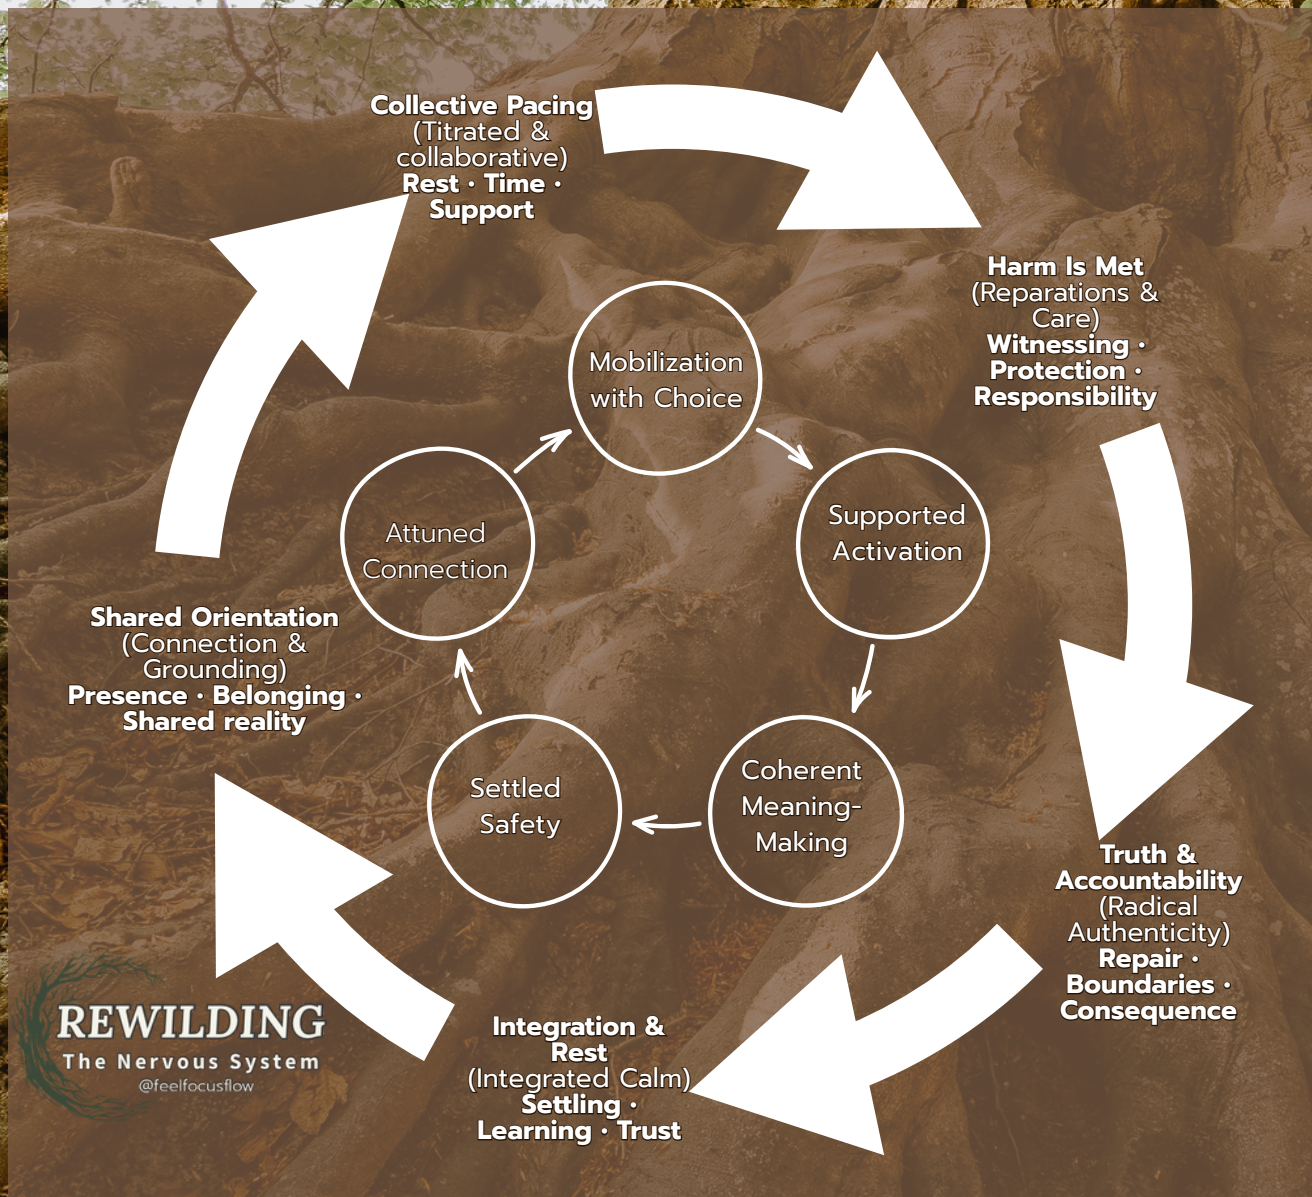 Collective Pacing
(Titrated &
collaborative)
Rest · Time ·
Support
Harm Is Met
(Reparations &
Care)
Witnessing ·
Protection ·
Responsibility
Truth &
Accountability
(Radical
Authenticity)
Repair ·
Boundaries ·
Consequence
Integration &
Rest
(Integrated Calm)
Settling ·
Learning · Trust
Shared Orientation
(Connection &
Grounding)
Presence · Belonging ·
Shared reality
Mobilization
with Choice
Supported
Activation
Coherent
Meaning-
Making
Settled
Safety
Attuned
Connection
REWILDING
The Nervous System
@feelfocusflow